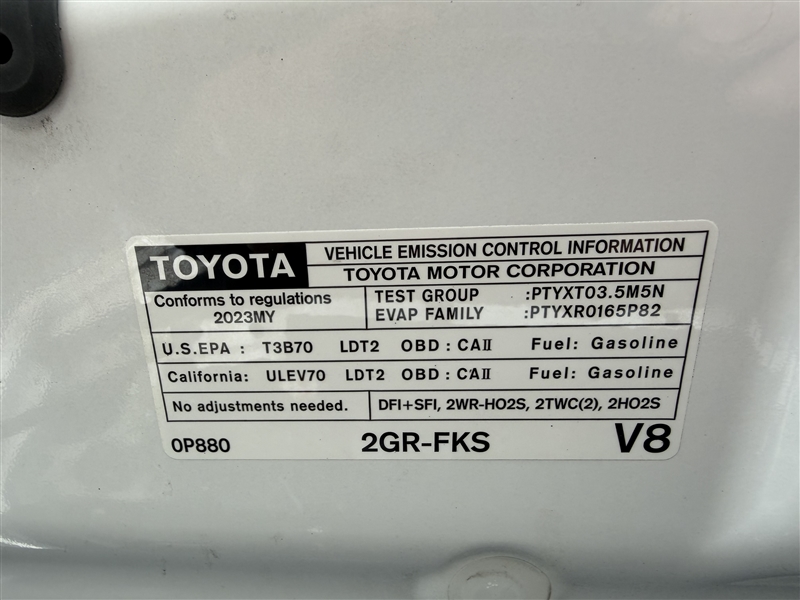 TOYOTA
VEHICLE EMISSION CONTROL INFORMATION
TOYOTA MOTOR CORPORATION
Conforms to regulations
2023MY
TEST GROUP :PTYXT03.5M5N
EVAP FAMILY :PTYXR0165P82
U.S.EPA : T3B70 LDT2 OBD : CAII Fuel: Gasoline
California: ULEV70 LDT2 OBD : CAII Fuel: Gasoline
No adjustments needed. DFI+SFI, 2WR-HO2S, 2TWC(2), 2HO2S
0P880 2GR-FKS V8